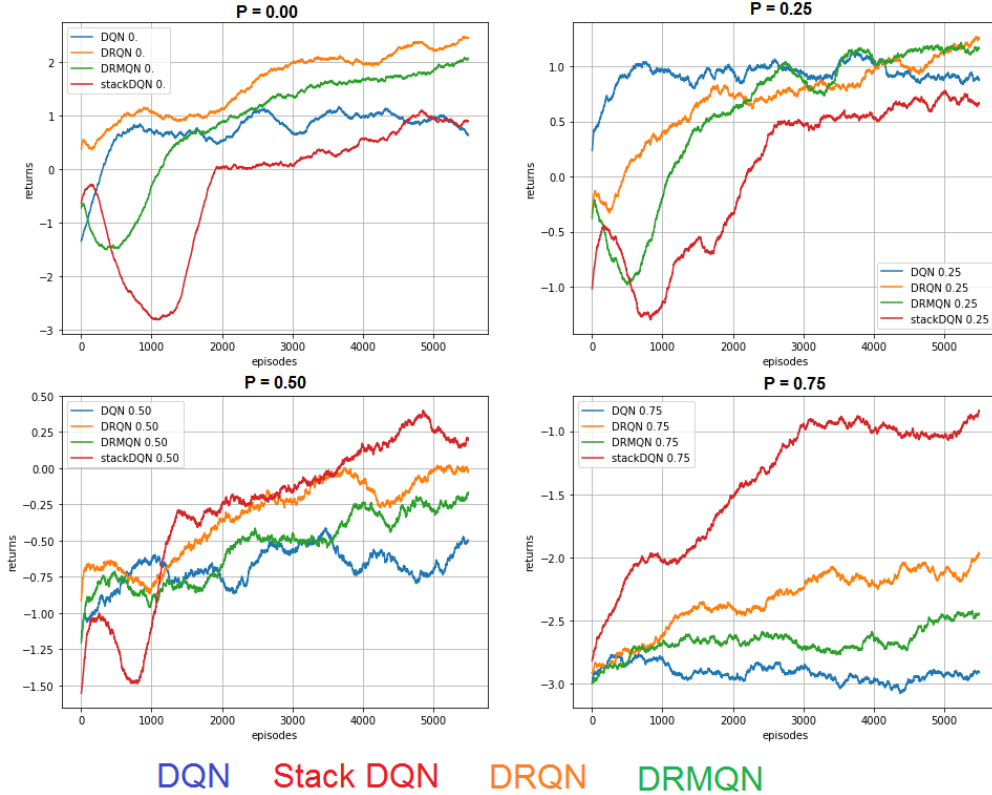 P = 0.00
DQN 0.
DRQN 0.
DRMQN 0.
stackDQN 0.
2
1
0
−1
−2
−3
returns
0 1000 2000 3000 4000 5000
episodes
P = 0.25
1.0
0.5
0.0
−0.5
−1.0
returns
DQN 0.25
DRQN 0.25
DRMQN 0.25
stackDQN 0.25
0 1000 2000 3000 4000 5000
episodes
P = 0.50
DQN 0.50
DRQN 0.50
DRMQN 0.50
stackDQN 0.50
0.50
0.25
0.00
−0.25
−0.50
−0.75
−1.00
−1.25
−1.50
returns
0 1000 2000 3000 4000 5000
episodes
P = 0.75
DQN 0.75
DRQN 0.75
DRMQN 0.75
stackDQN 0.75
−1.0
−1.5
−2.0
−2.5
−3.0
returns
0 1000 2000 3000 4000 5000
episodes
DQN Stack DQN DRQN DRMQN